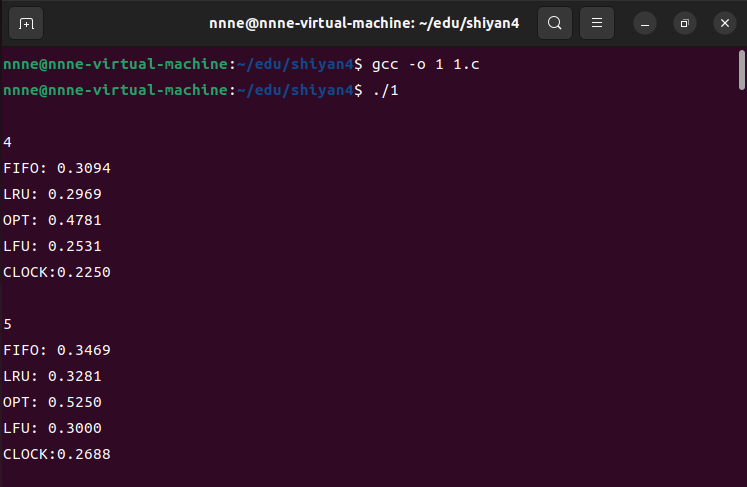 nnne@nnne-virtual-machine: ~/edu/shiyan4
nnne@nnne-virtual-machine:~/edu/shiyan4$ gcc -o 1 1.c
nnne@nnne-virtual-machine:~/edu/shiyan4$ ./1
4
FIFO: 0.3094
LRU: 0.2969
OPT: 0.4781
LFU: 0.2531
CLOCK:0.2250
5
FIFO: 0.3469
LRU: 0.3281
OPT: 0.5250
LFU: 0.3000
CLOCK:0.2688